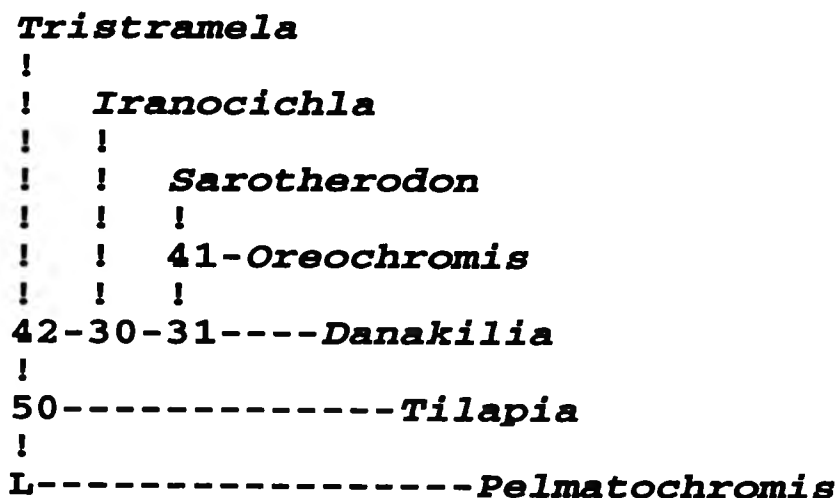 Tristramela
!
! Iranocichla
! !
! ! Sarotherodon
! ! !
! ! 41-Oreochromis
! ! !
42-30-31----Danakilia
!
50--------------Tilapia
!
L------------------Pelmatochromis